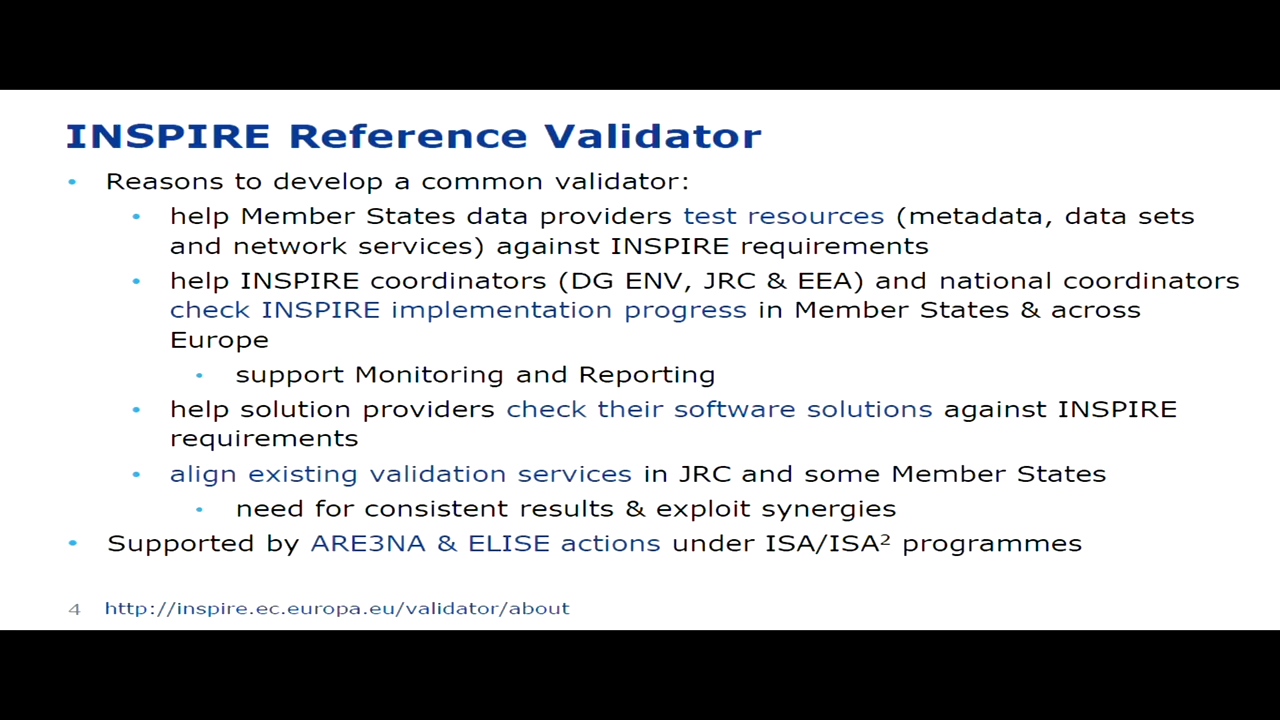 INSPIRE Reference Validator
• Reasons to develop a common validator:
• help Member States data providers test resources (metadata, data sets
and network services) against INSPIRE requirements
• help INSPIRE coordinators (DG ENV, JRC & EEA) and national coordinators
check INSPIRE implementation progress in Member States & across
Europe
• support Monitoring and Reporting
• help solution providers check their software solutions against INSPIRE
requirements
• align existing validation services in JRC and some Member States
• need for consistent results & exploit synergies
• Supported by ARE3NA & ELISE actions under ISA/ISA² programmes
4 http://inspire.ec.europa.eu/validator/about